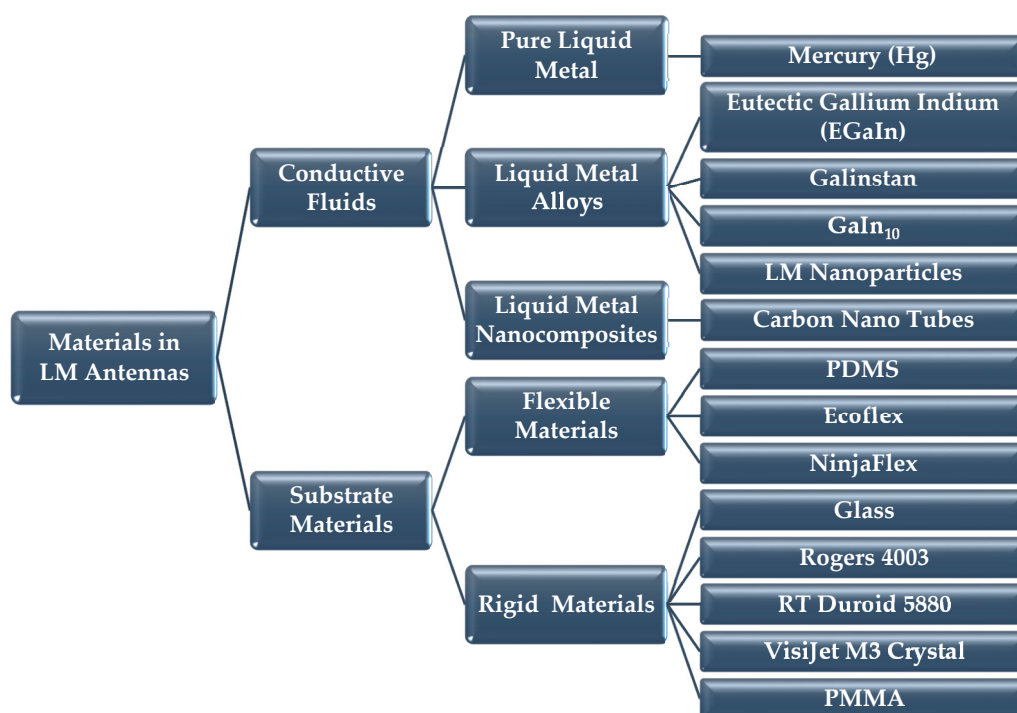 Materials in
LM Antennas
Conductive
Fluids
Pure Liquid
Metal
Mercury (Hg)
Liquid Metal
Alloys
Eutectic Gallium Indium
(EGaIn)
Galinstan
GaIn₁₀
LM Nanoparticles
Liquid Metal
Nanocomposites
Carbon Nano Tubes
Substrate
Materials
Flexible
Materials
PDMS
Ecoflex
NinjaFlex
Rigid Materials
Glass
Rogers 4003
RT Duroid 5880
VisiJet M3 Crystal
PMMA